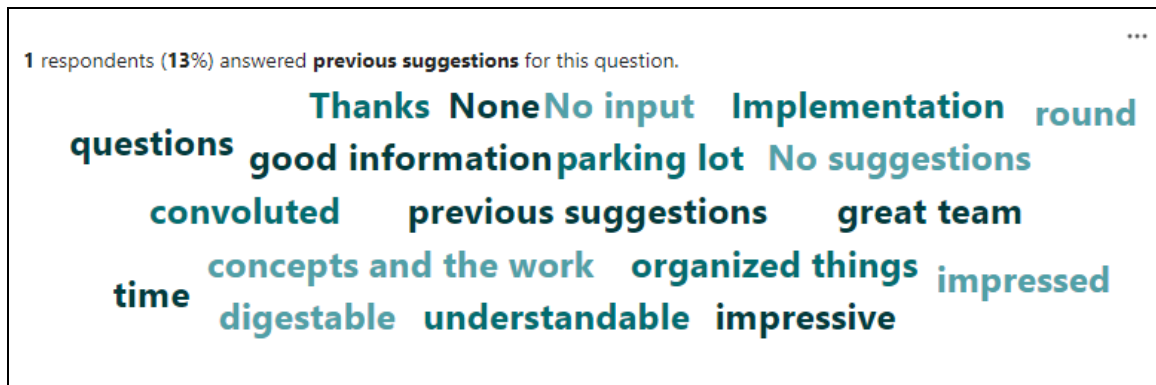 ...
1 respondents (13%) answered previous suggestions for this question.
Thanks None No input Implementation round
questions good information parking lot No suggestions
convoluted previous suggestions great team
concepts and the work organized things impressed
time digestable understandable impressive